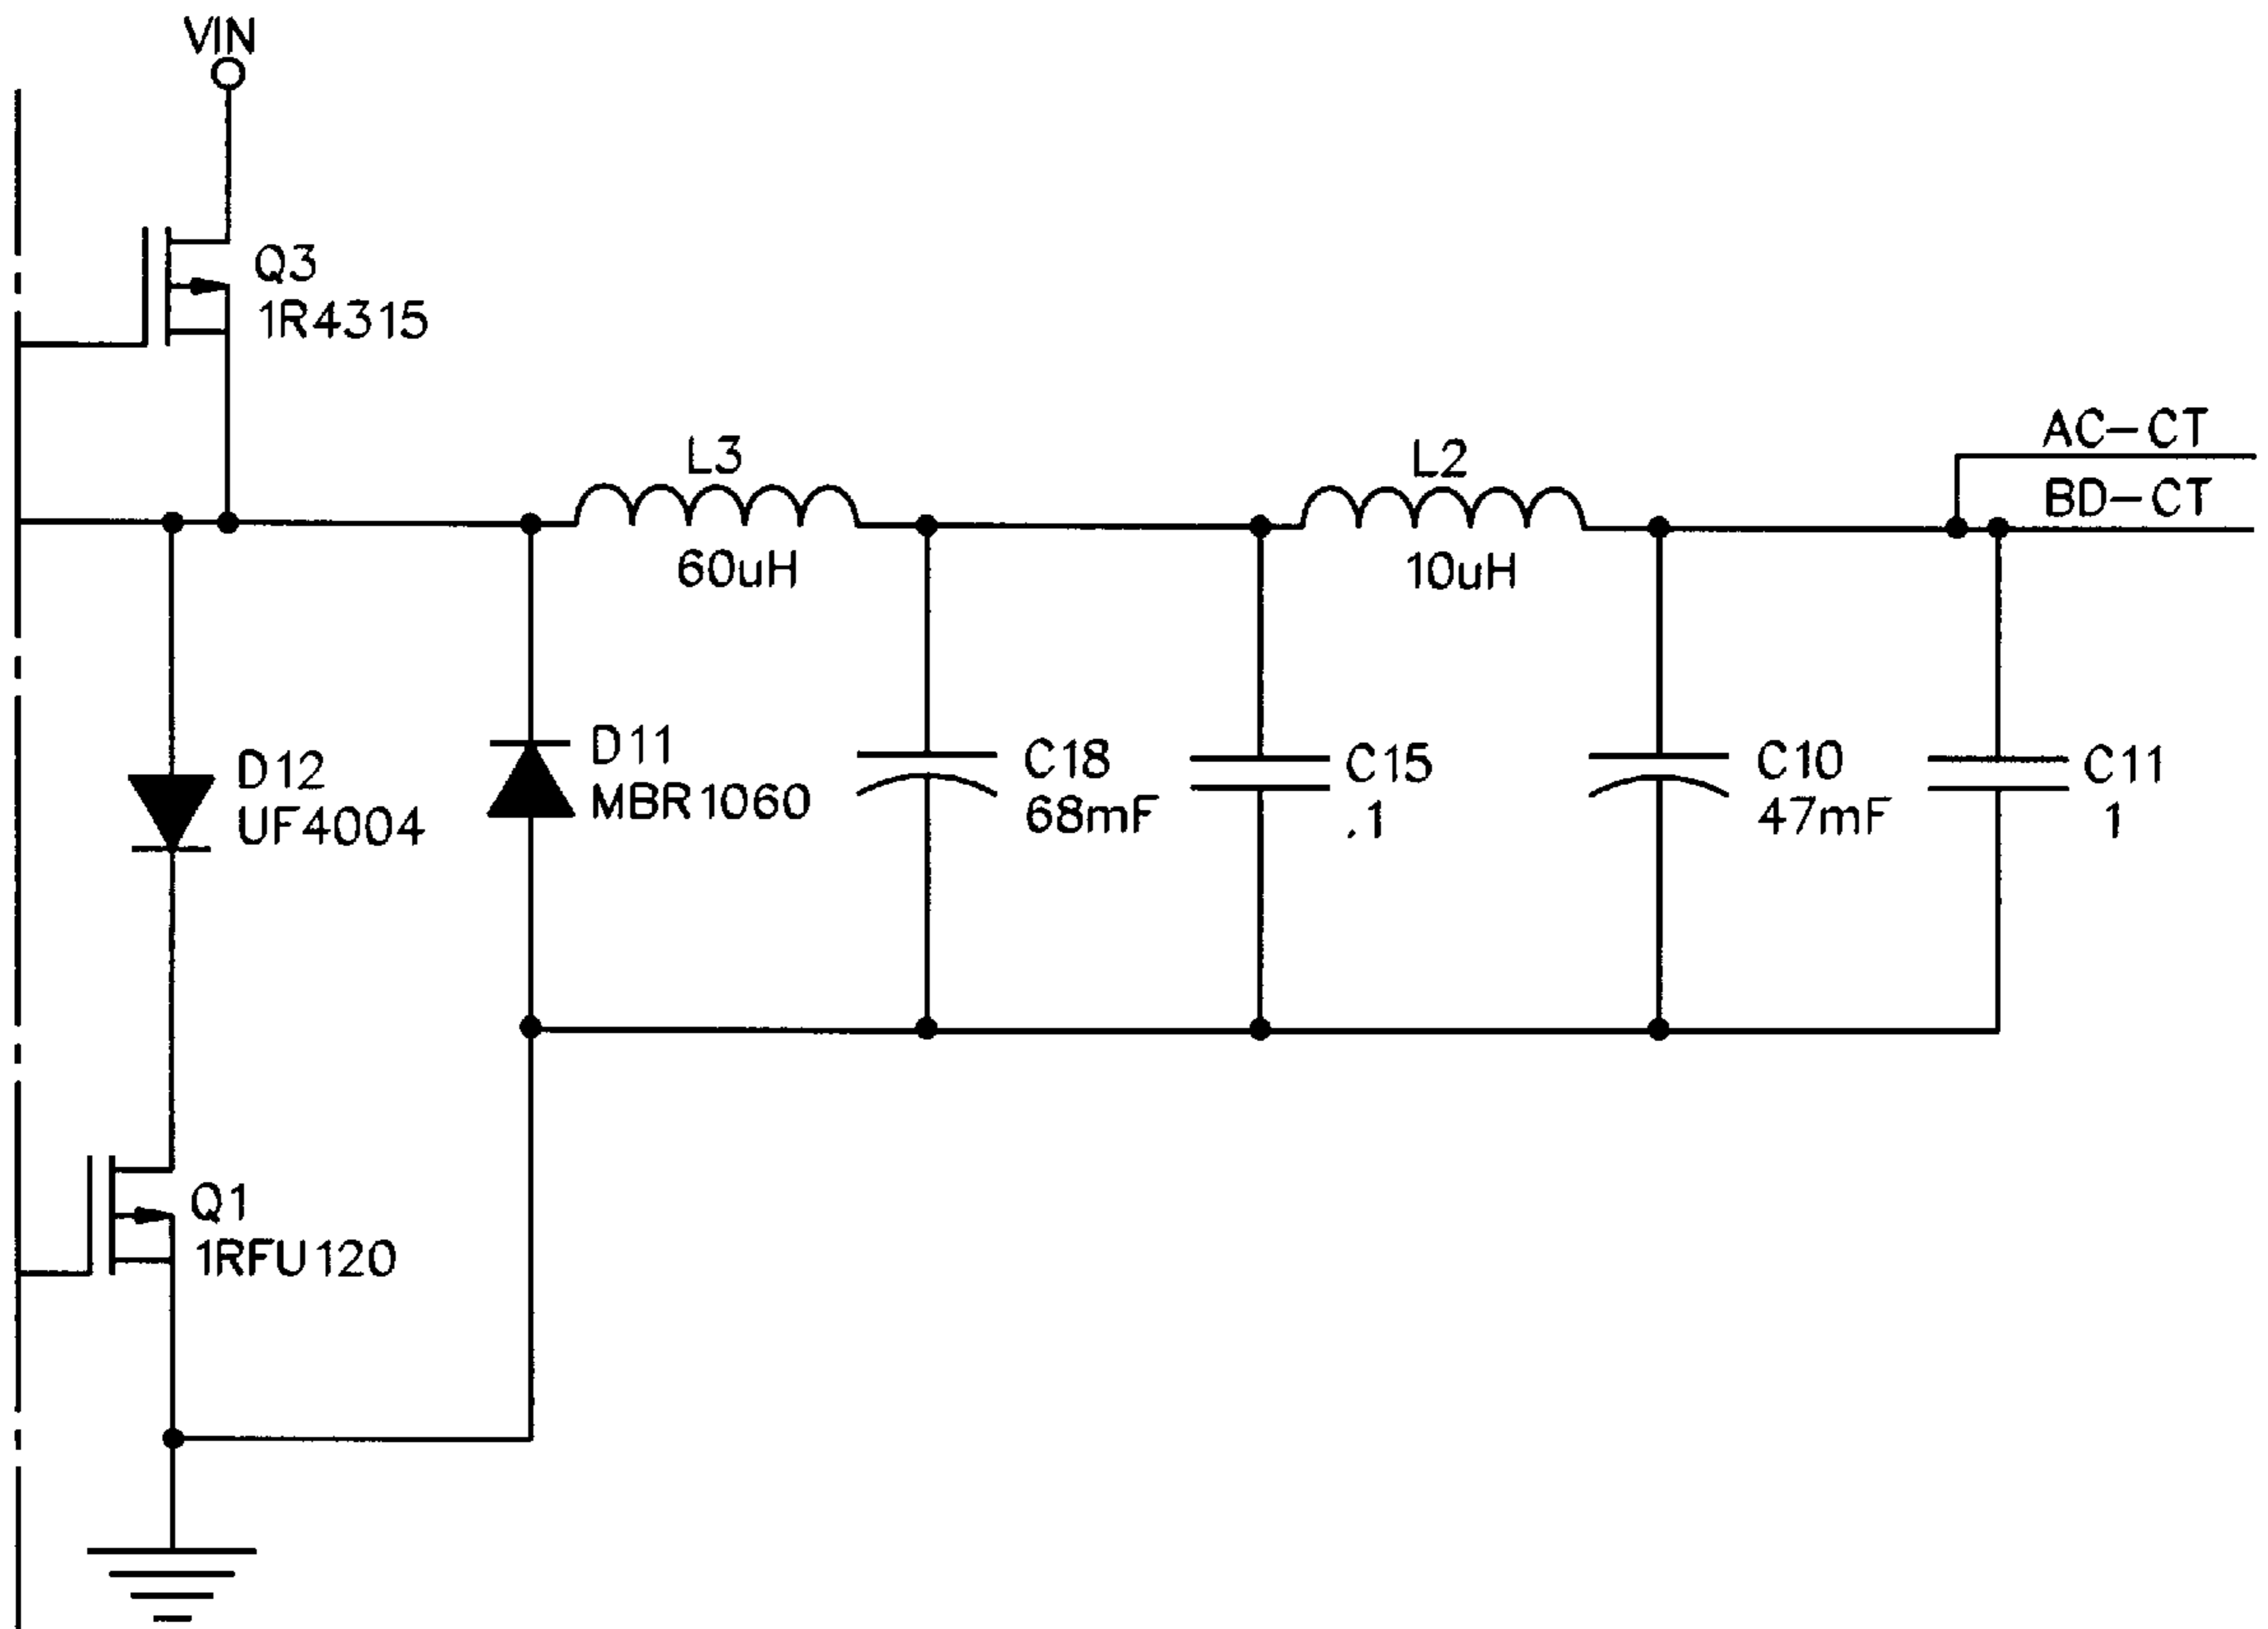 VIN
Q3
1R4315
L3
60uH
L2
10uH
AC-CT
BD-CT
D12
UF4004
D11
MBR1060
C18
68mF
C15
.1
C10
47mF
C11
1
Q1
1RFU120